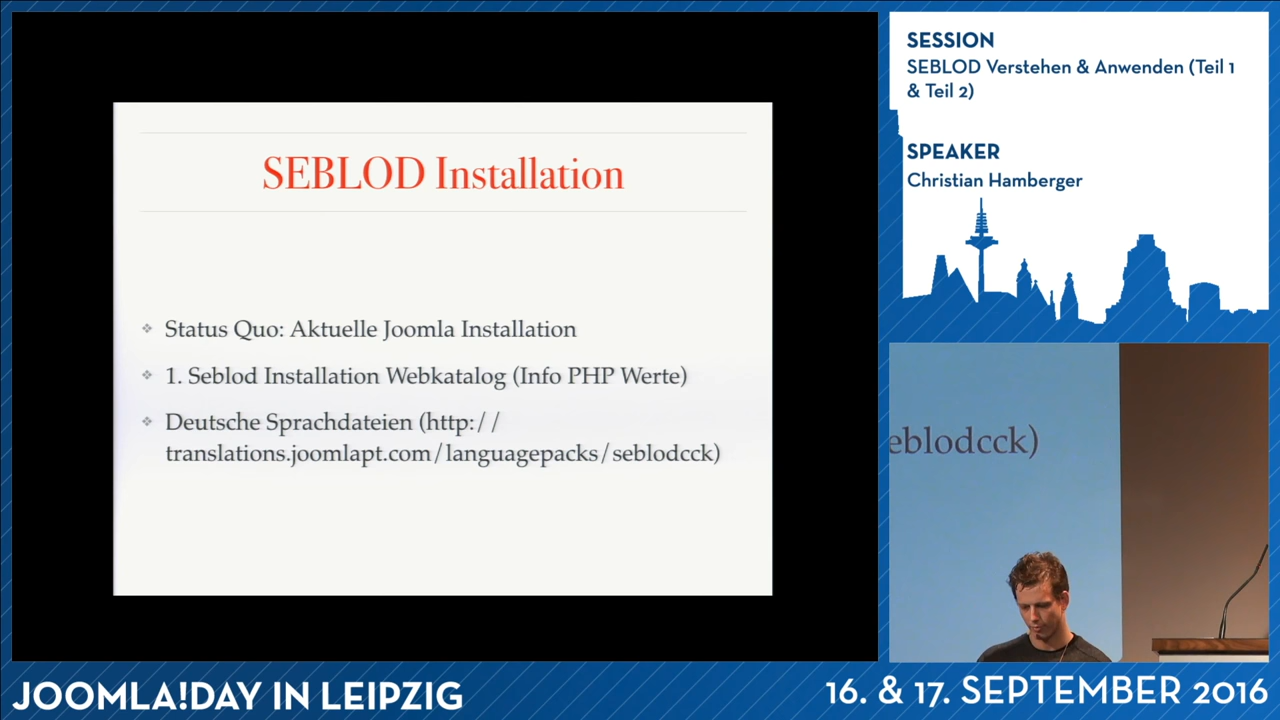 SEBLOD Installation
Status Quo: Aktuelle Joomla Installation
1. Seblod Installation Webkatalog (Info PHP Werte)
Deutsche Sprachdateien (http://
translations.joomlapt.com/languagepacks/seblodcck)
SESSION
SEBLOD Verstehen & Anwenden (Teil 1
& Teil 2)
SPEAKER
Christian Hamberger
eblodcck)
JOOMLA!DAY IN LEIPZIG
16. & 17. SEPTEMBER 2016